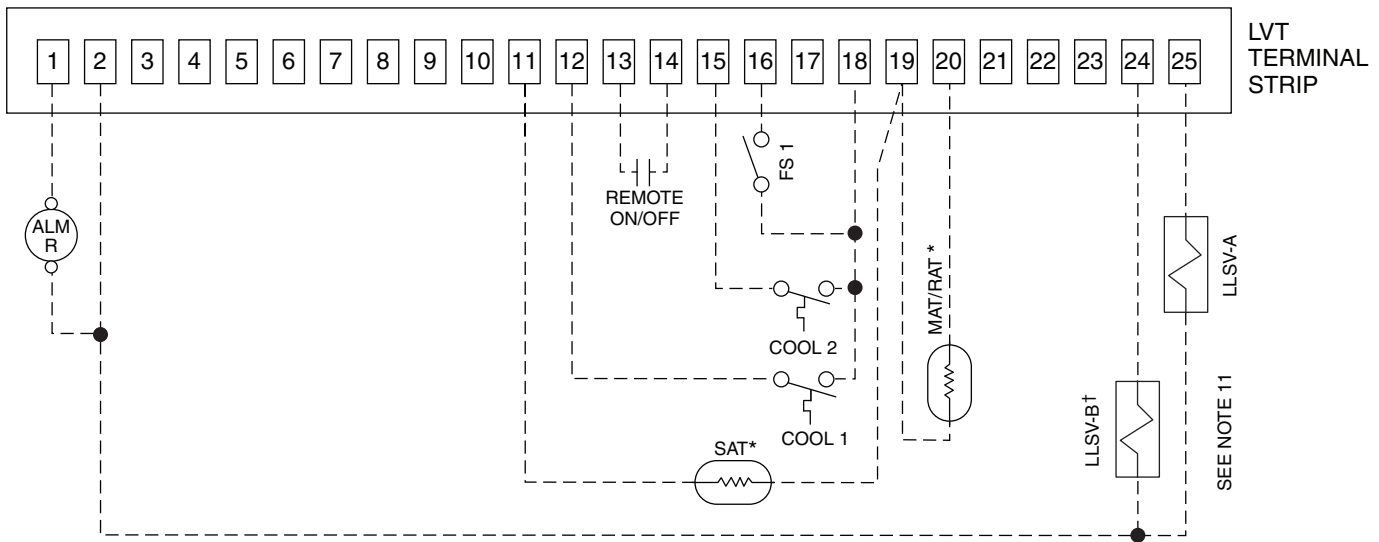 LVT
TERMINAL
STRIP
1 2 3 4 5 6 7 8 9 10 11 12 13 14 15 16 17 18 19 20 21 22 23 24 25
FS 1
REMOTE
ON/OFF
ALM
R
LLSV-A
MAT/RAT *
COOL 2
LLSV-B†
COOL 1
SEE NOTE 11
SAT*